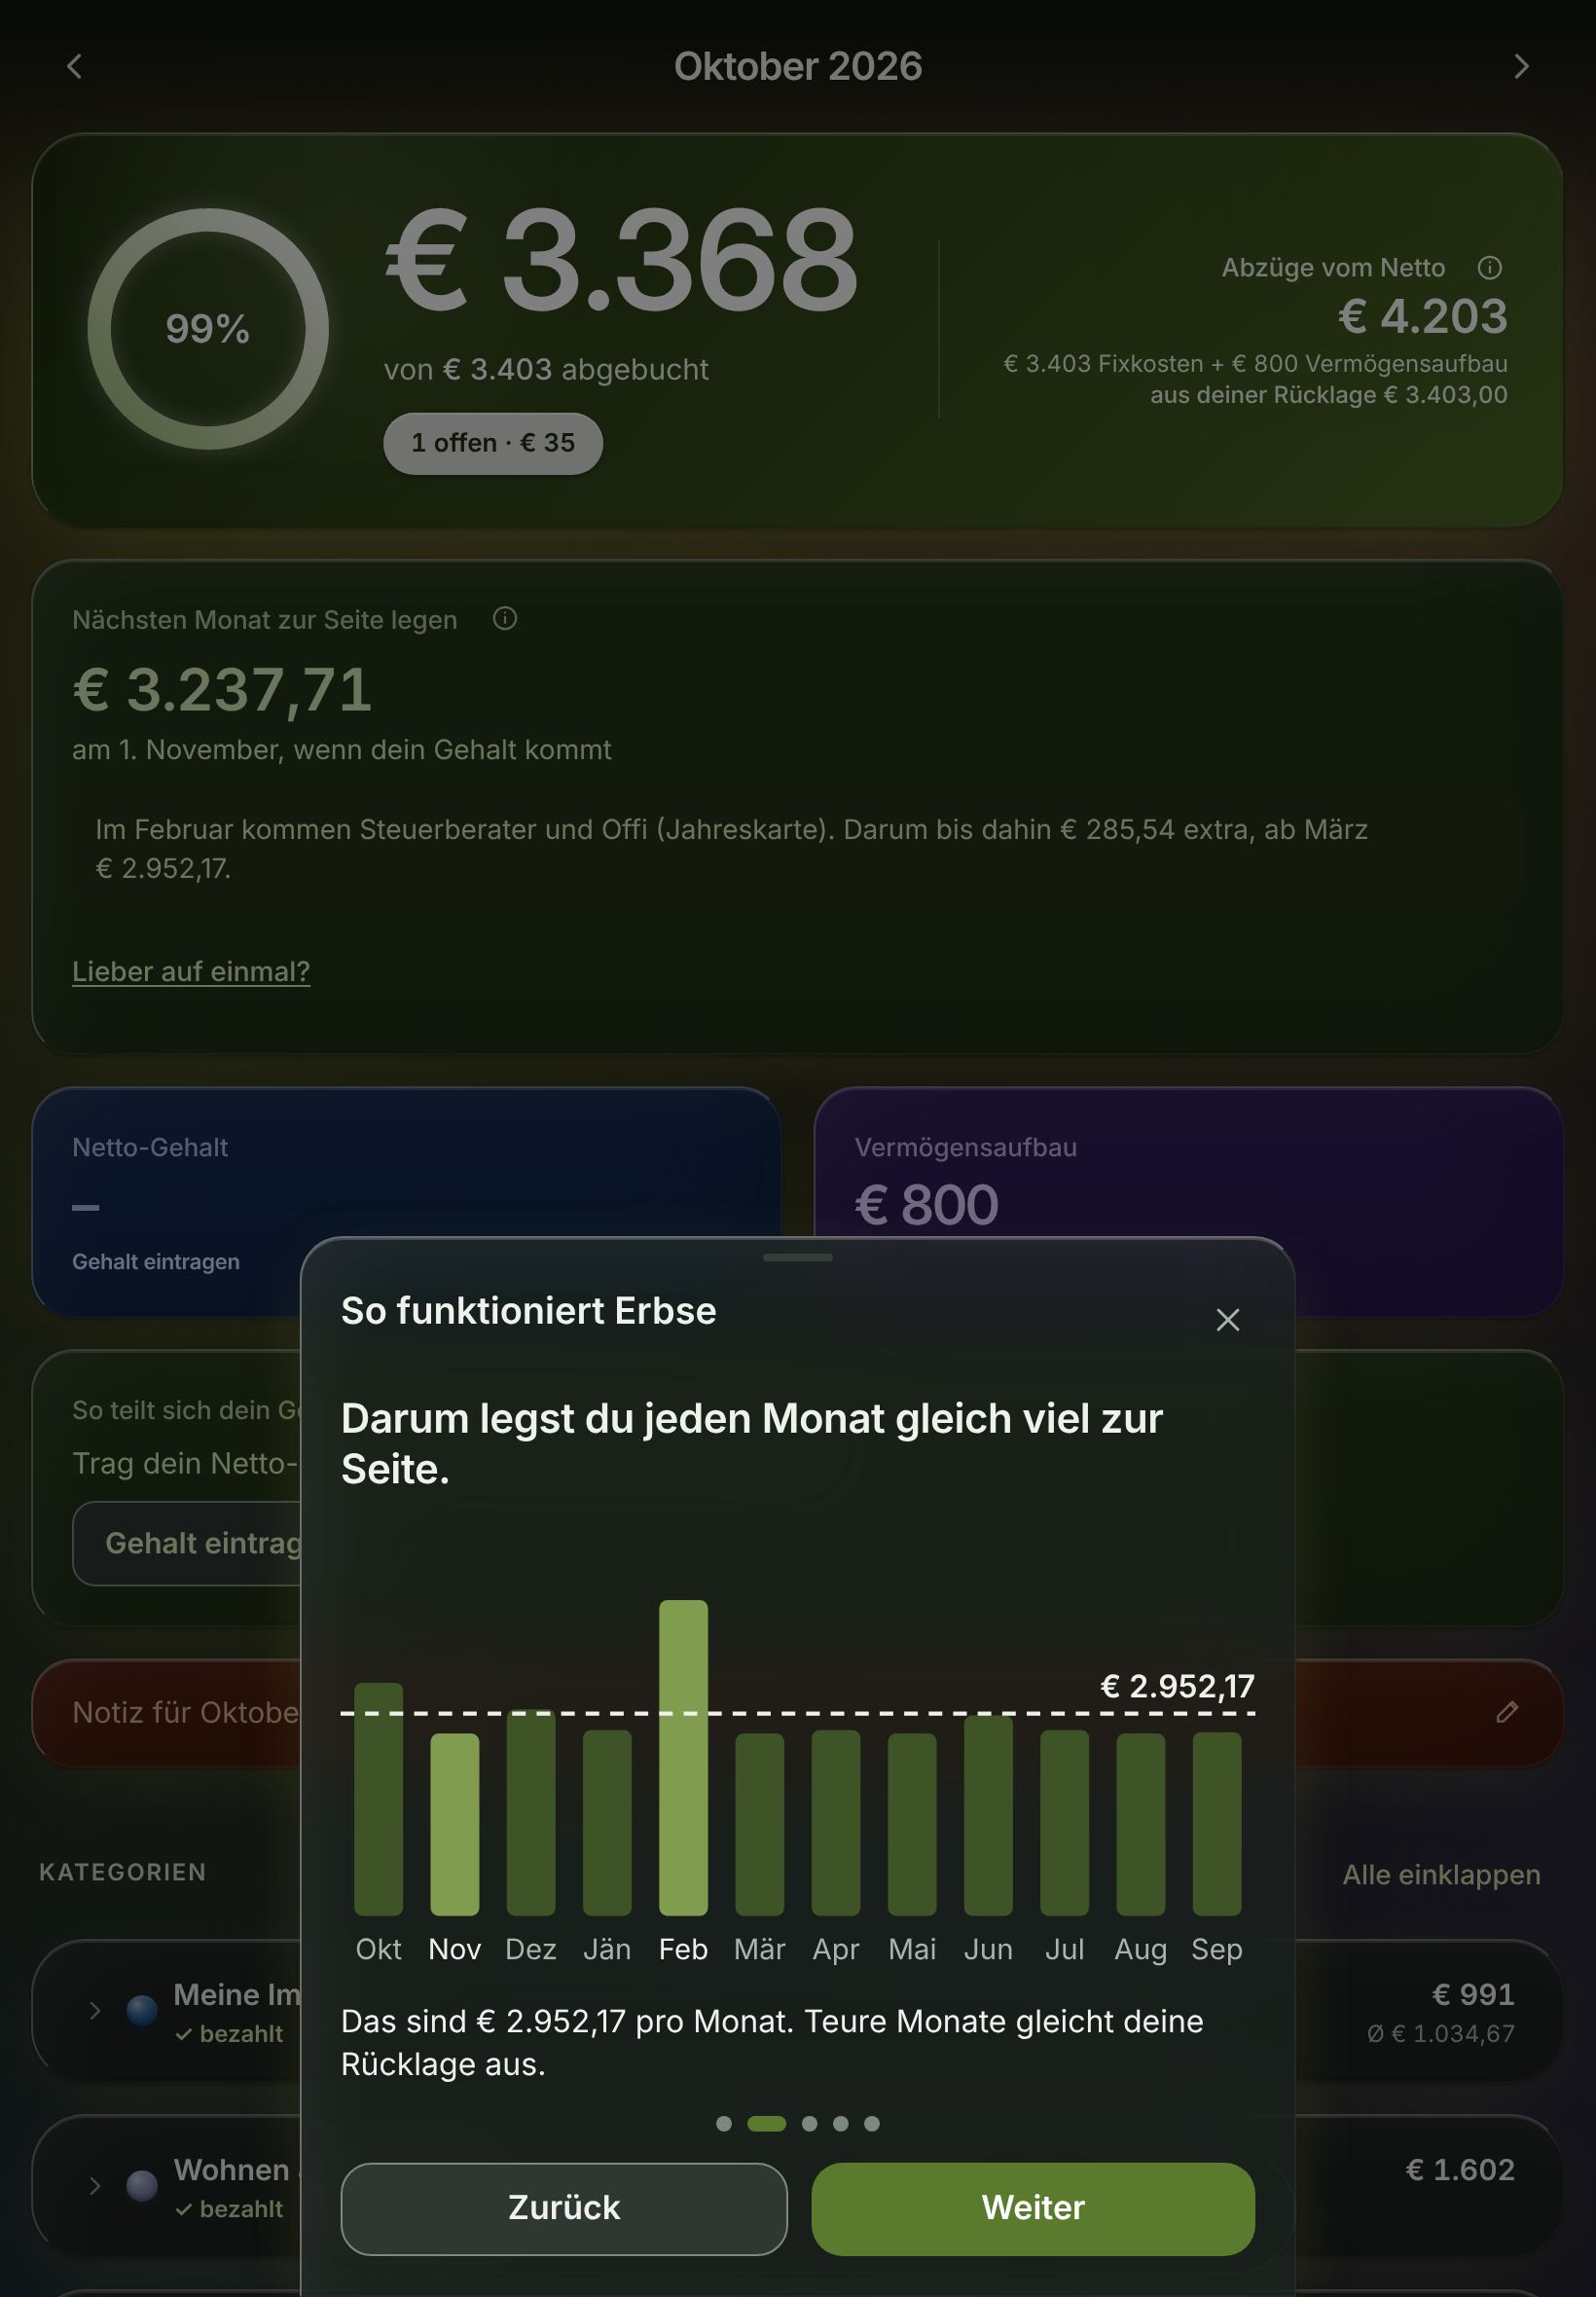 Oktober 2026
99%
€ 3.368
von € 3.403 abgebucht
1 offen · € 35
Abzüge vom Netto
€ 4.203
€ 3.403 Fixkosten + € 800 Vermögensaufbau
aus deiner Rücklage € 3.403,00
Nächsten Monat zur Seite legen
€ 3.237,71
am 1. November, wenn dein Gehalt kommt
Im Februar kommen Steuerberater und Offi (Jahreskarte). Darum bis dahin € 285,54 extra, ab März
€ 2.952,17.
Lieber auf einmal?
Netto-Gehalt
–
Gehalt eintragen
Vermögensaufbau
€ 800
So teilt sich dein
Trag dein Netto-
Gehalt eintrag
Notiz für Oktobe
KATEGORIEN
Alle einklappen
Meine Im
✓ bezahlt
€ 991
Ø € 1.034,67
Wohnen
✓ bezahlt
€ 1.602
So funktioniert Erbse
Darum legst du jeden Monat gleich viel zur
Seite.
€ 2.952,17
Okt Nov Dez Jän Feb Mär Apr Mai Jun Jul Aug Sep
Das sind € 2.952,17 pro Monat. Teure Monate gleicht deine
Rücklage aus.
Zurück
Weiter